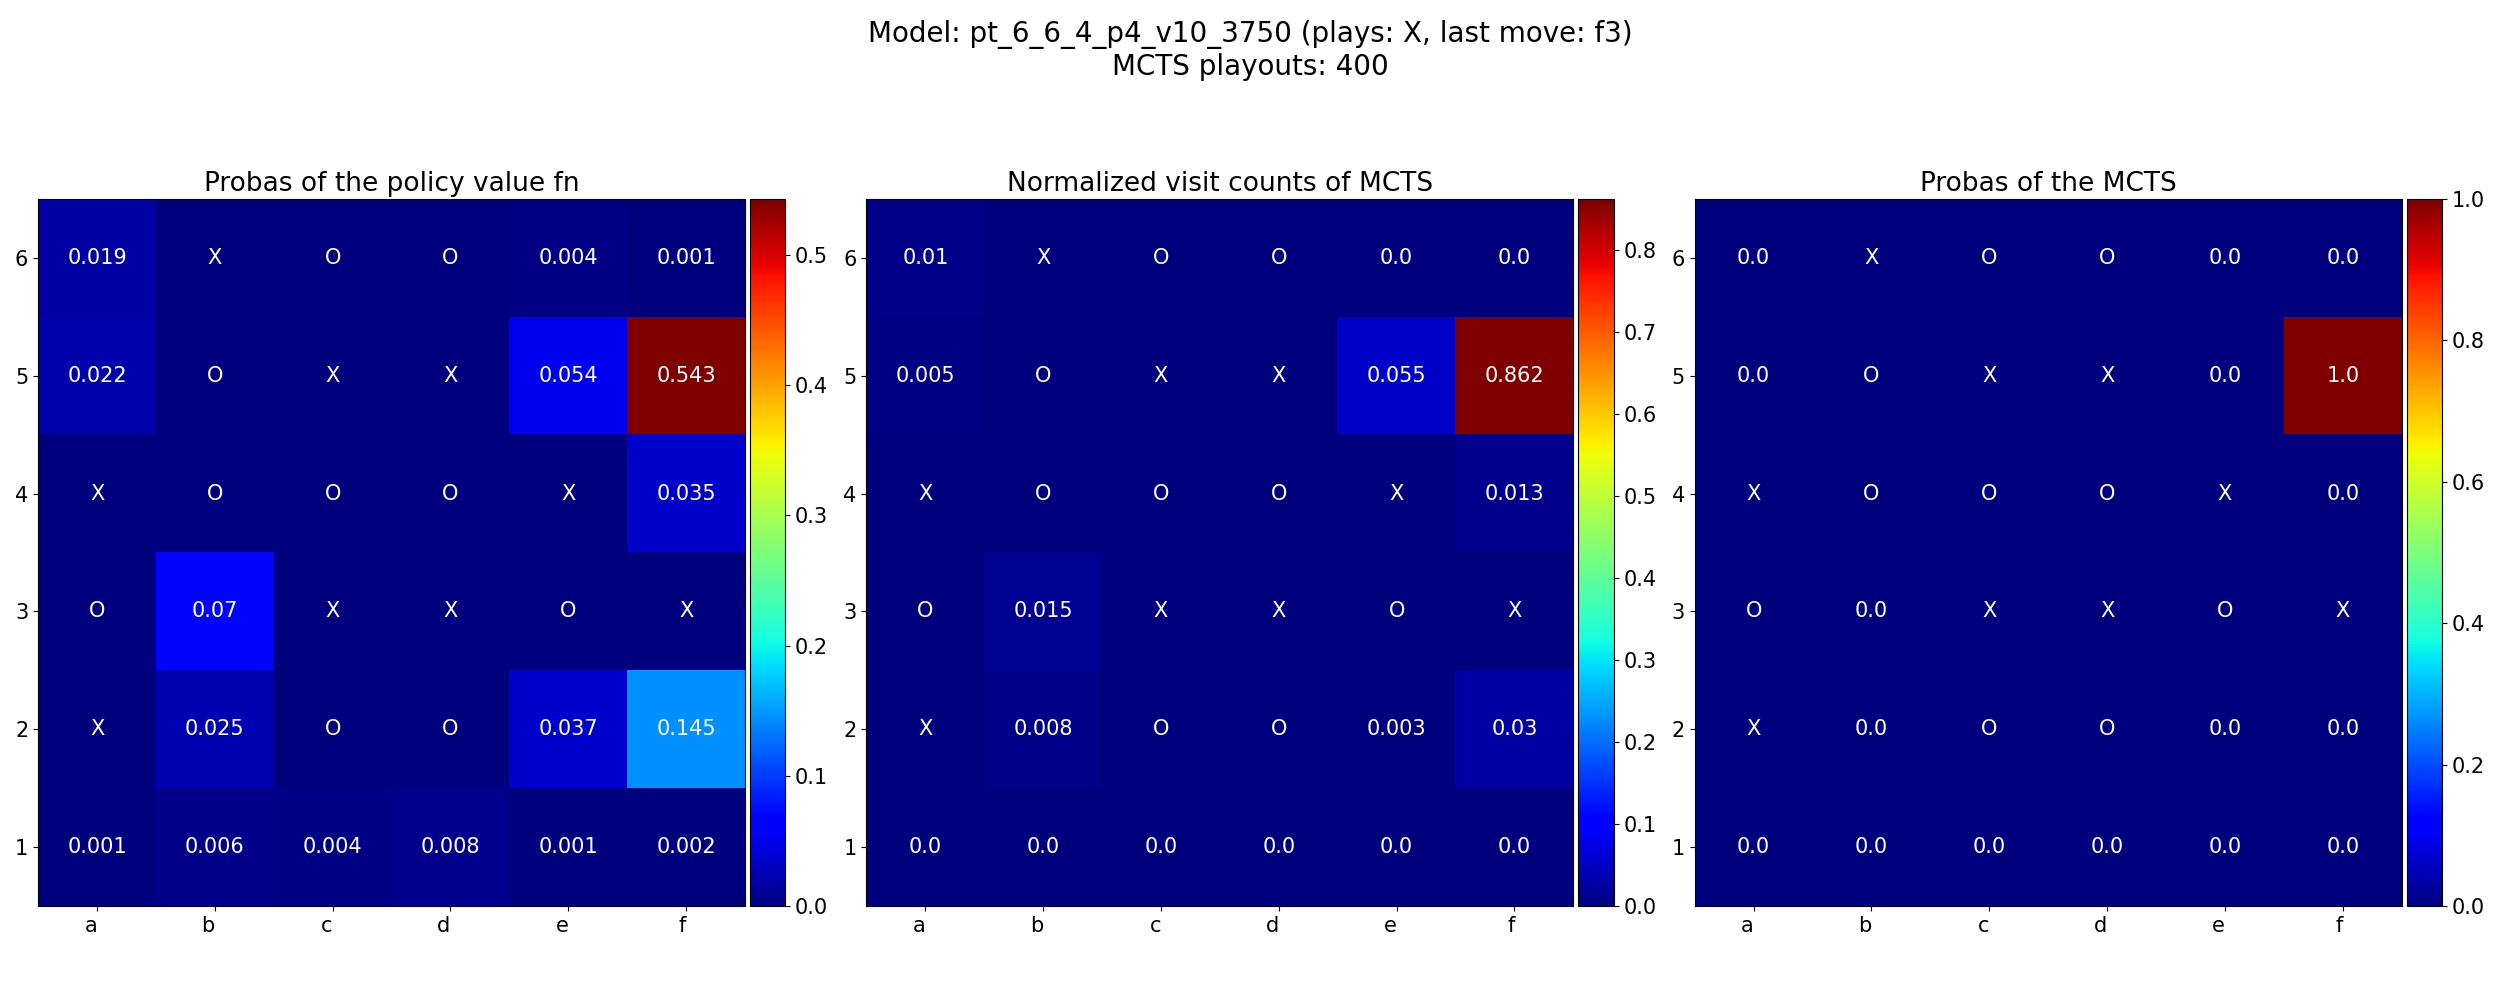 Model: pt_6_6_4_p4_v10_3750 (plays: X, last move: f3)
MCTS playouts: 400
Probas of the policy value fn
6 0.019 X O O 0.004 0.001
5 0.022 O X X 0.054 0.543
4 X O O O X 0.035
3 O 0.07 X X O X
2 X 0.025 O O 0.037 0.145
1 0.001 0.006 0.004 0.008 0.001 0.002
a b c d e f
0.5
0.4
0.3
0.2
0.1
0.0
Normalized visit counts of MCTS
6 0.01 X O O 0.0 0.0
5 0.005 O X X 0.055 0.862
4 X O O O X 0.013
3 O 0.015 X X O X
2 X 0.008 O O 0.003 0.03
1 0.0 0.0 0.0 0.0 0.0 0.0
a b c d e f
0.8
0.7
0.6
0.5
0.4
0.3
0.2
0.1
0.0
Probas of the MCTS
6 0.0 X O O 0.0 0.0
5 0.0 O X X 0.0 1.0
4 X O O O X 0.0
3 O 0.0 X X O X
2 X 0.0 O O 0.0 0.0
1 0.0 0.0 0.0 0.0 0.0 0.0
a b c d e f
1.0
0.8
0.6
0.4
0.2
0.0